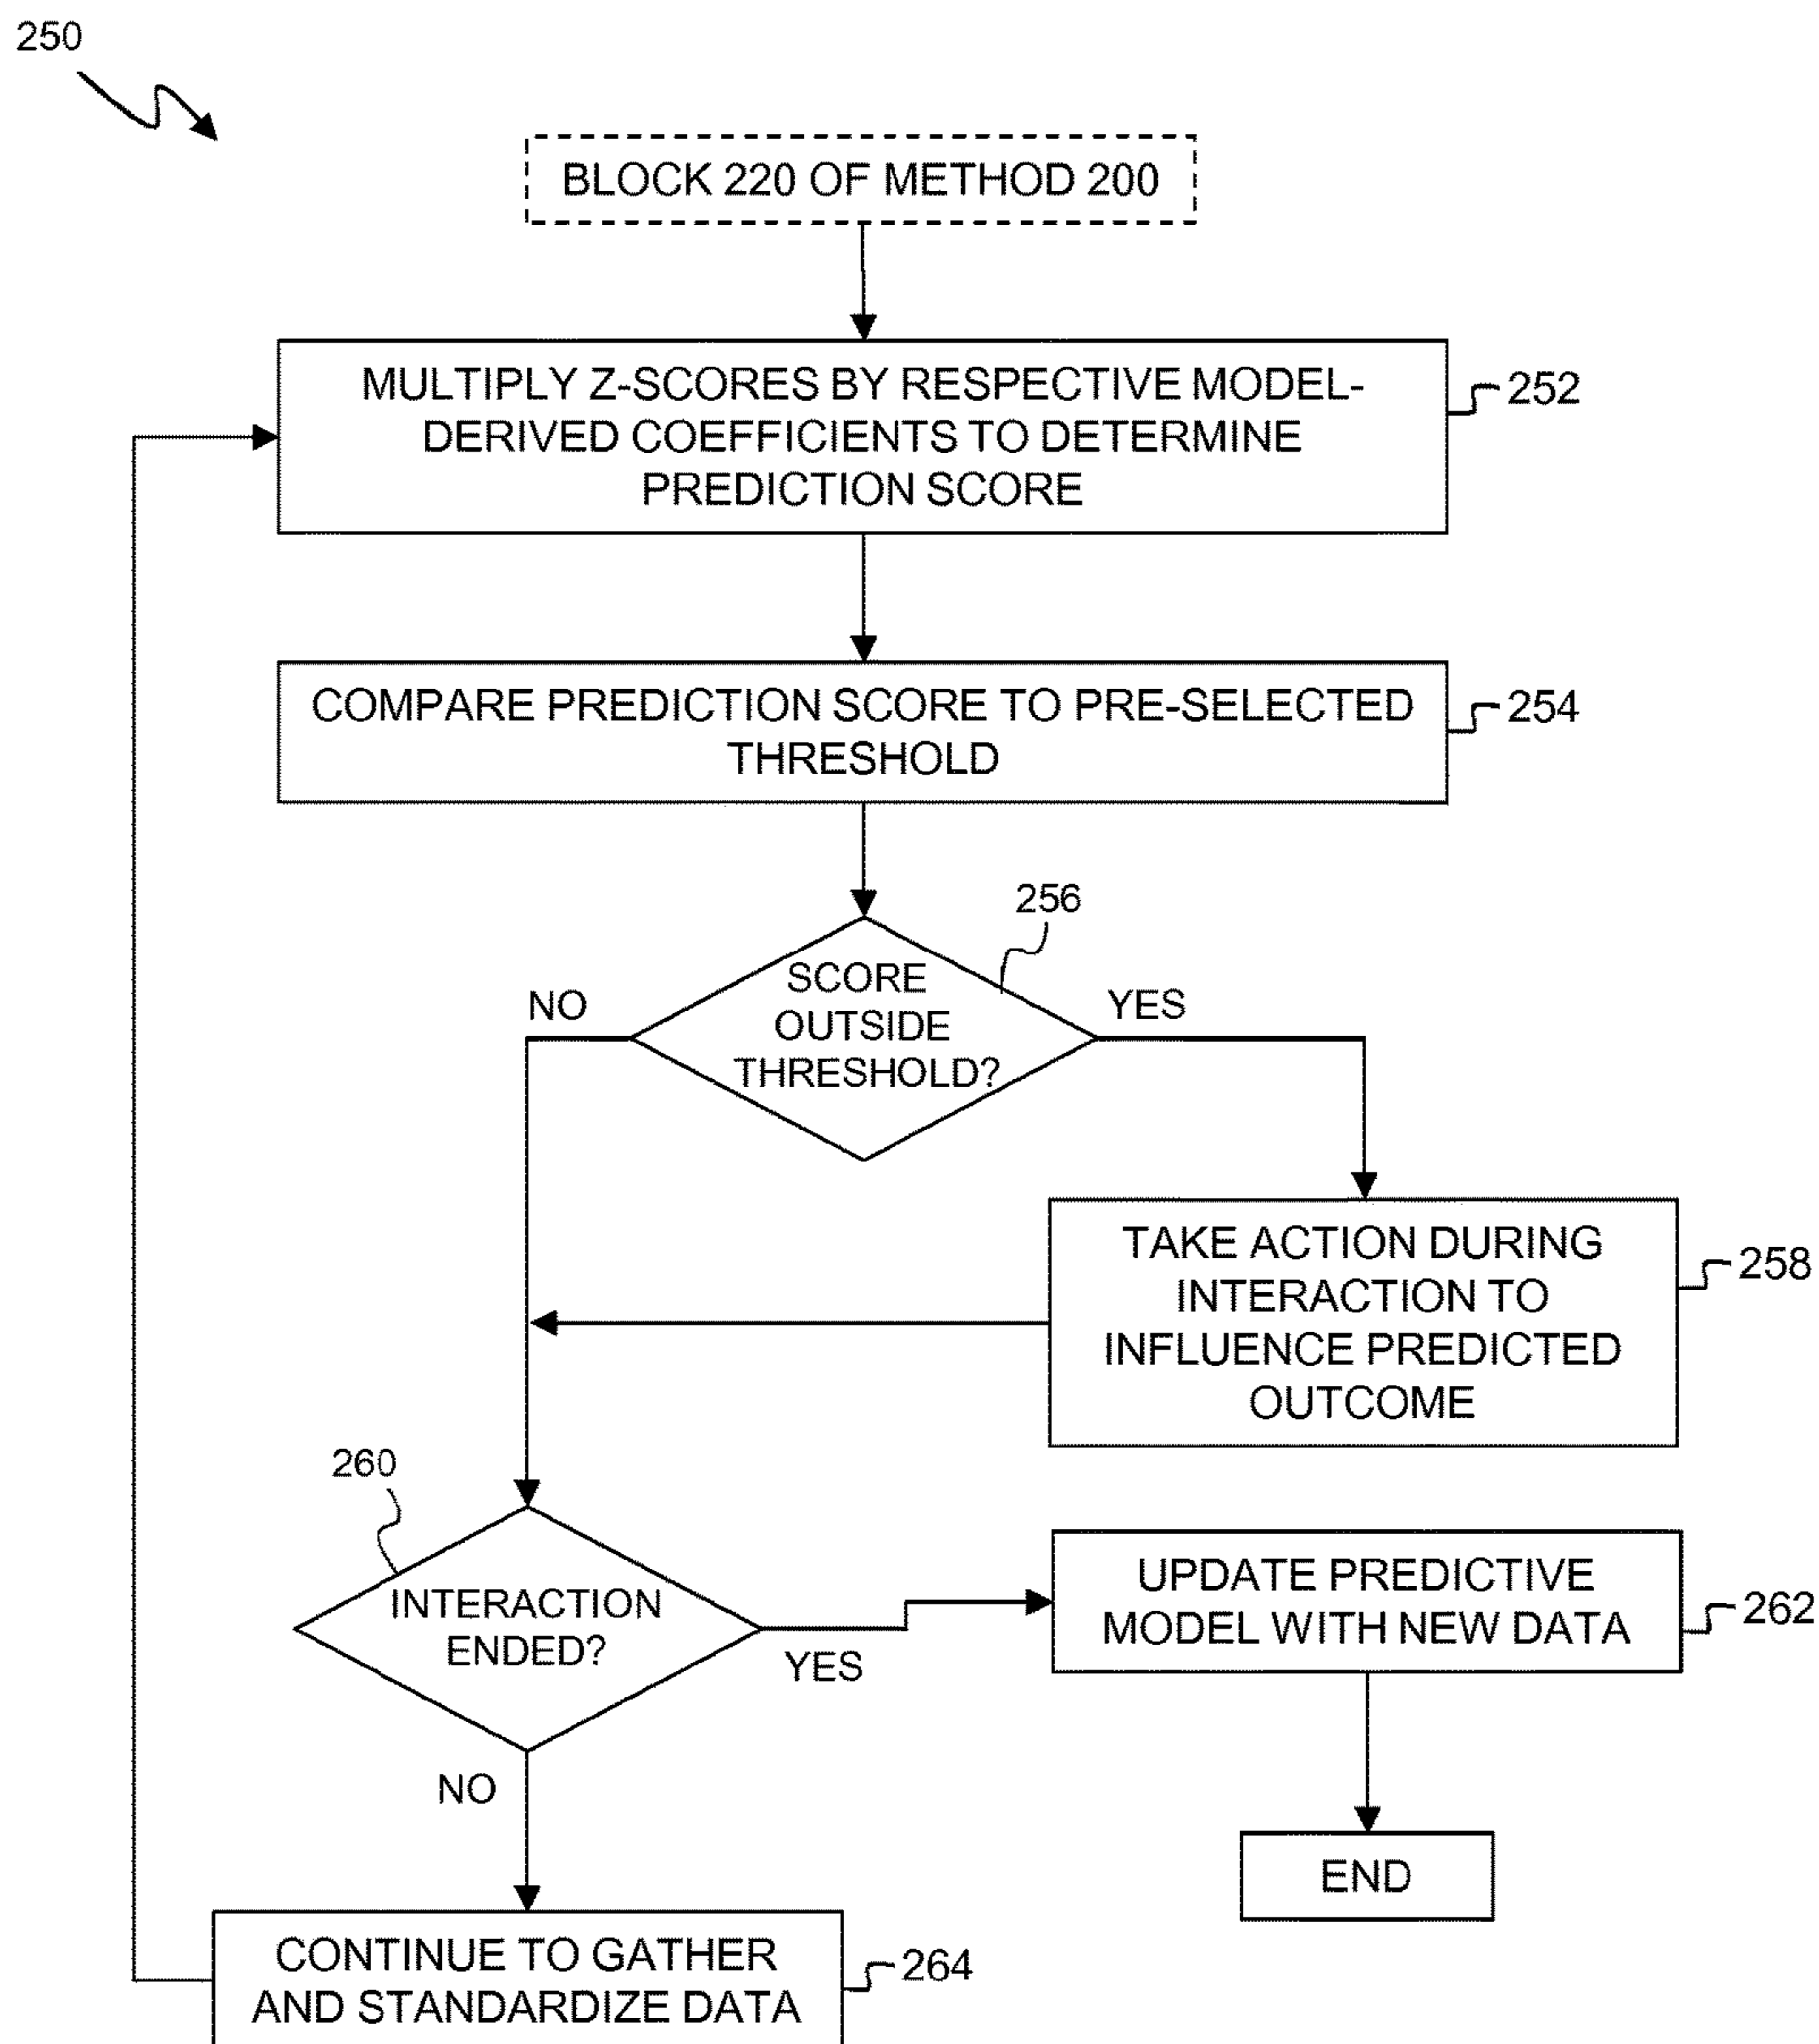 250
BLOCK 220 OF METHOD 200
MULTIPLY Z-SCORES BY RESPECTIVE MODEL-
DERIVED COEFFICIENTS TO DETERMINE
PREDICTION SCORE
252
COMPARE PREDICTION SCORE TO PRE-SELECTED
THRESHOLD
254
256
SCORE
OUTSIDE
THRESHOLD?
NO
YES
TAKE ACTION DURING
INTERACTION TO
INFLUENCE PREDICTED
OUTCOME
258
260
INTERACTION
ENDED?
YES
NO
UPDATE PREDICTIVE
MODEL WITH NEW DATA
262
END
CONTINUE TO GATHER
AND STANDARDIZE DATA
264